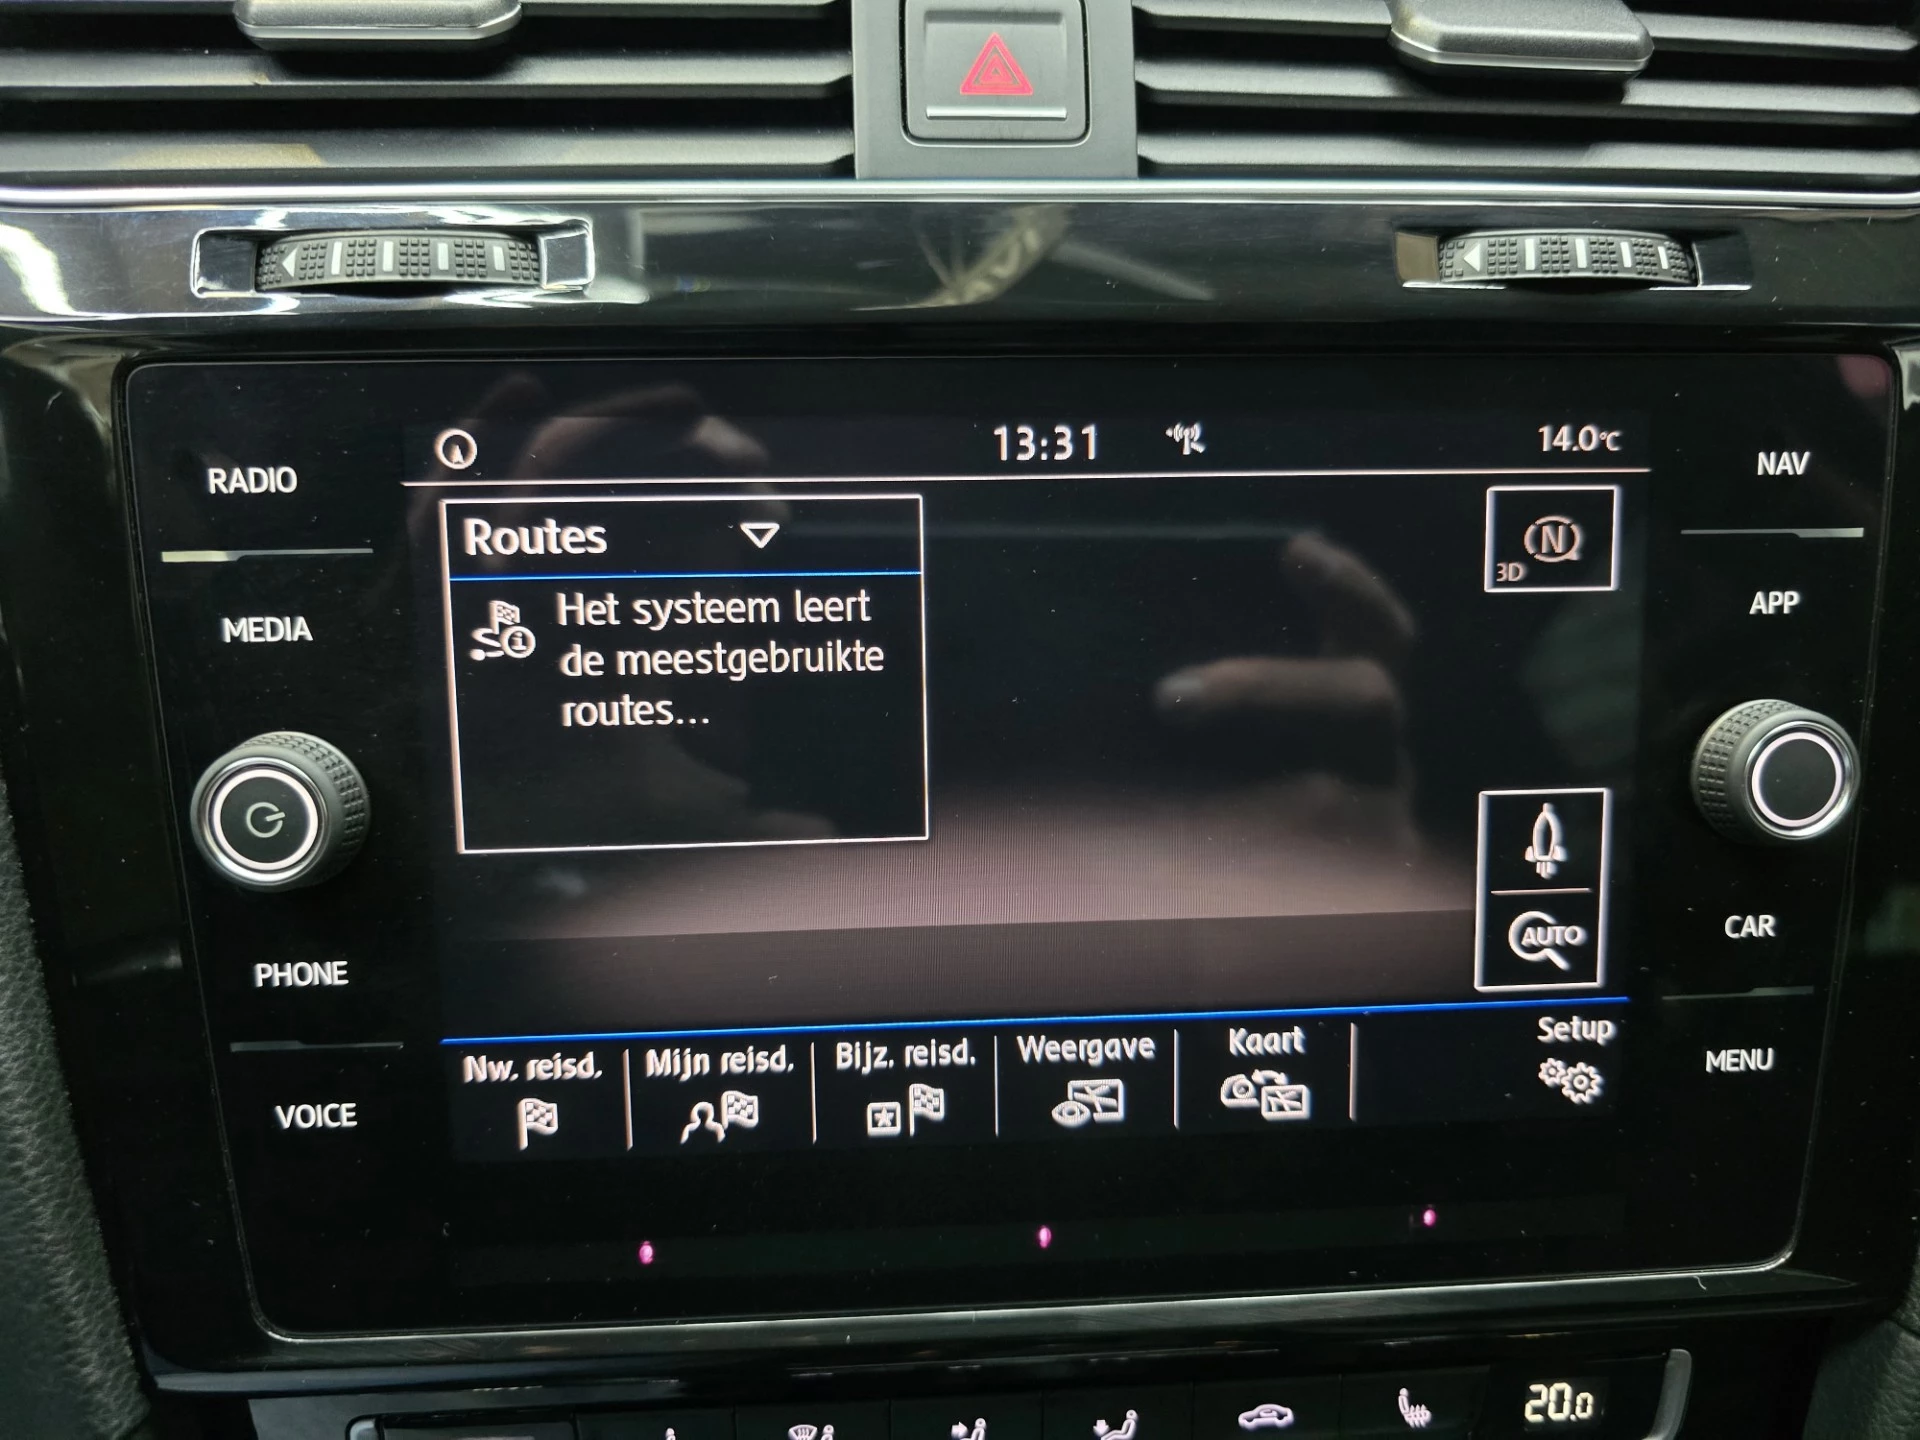 13:31
14.0°C
RADIO
MEDIA
PHONE
VOICE
NAV
APP
CAR
MENU
Routes
Het systeem leert
de meestgebruikte
routes...
N
3D
AUTO
Nw. reisd.
Mijn reisd.
Bijz. reisd.
Weergave
Kaart
Setup
20.0